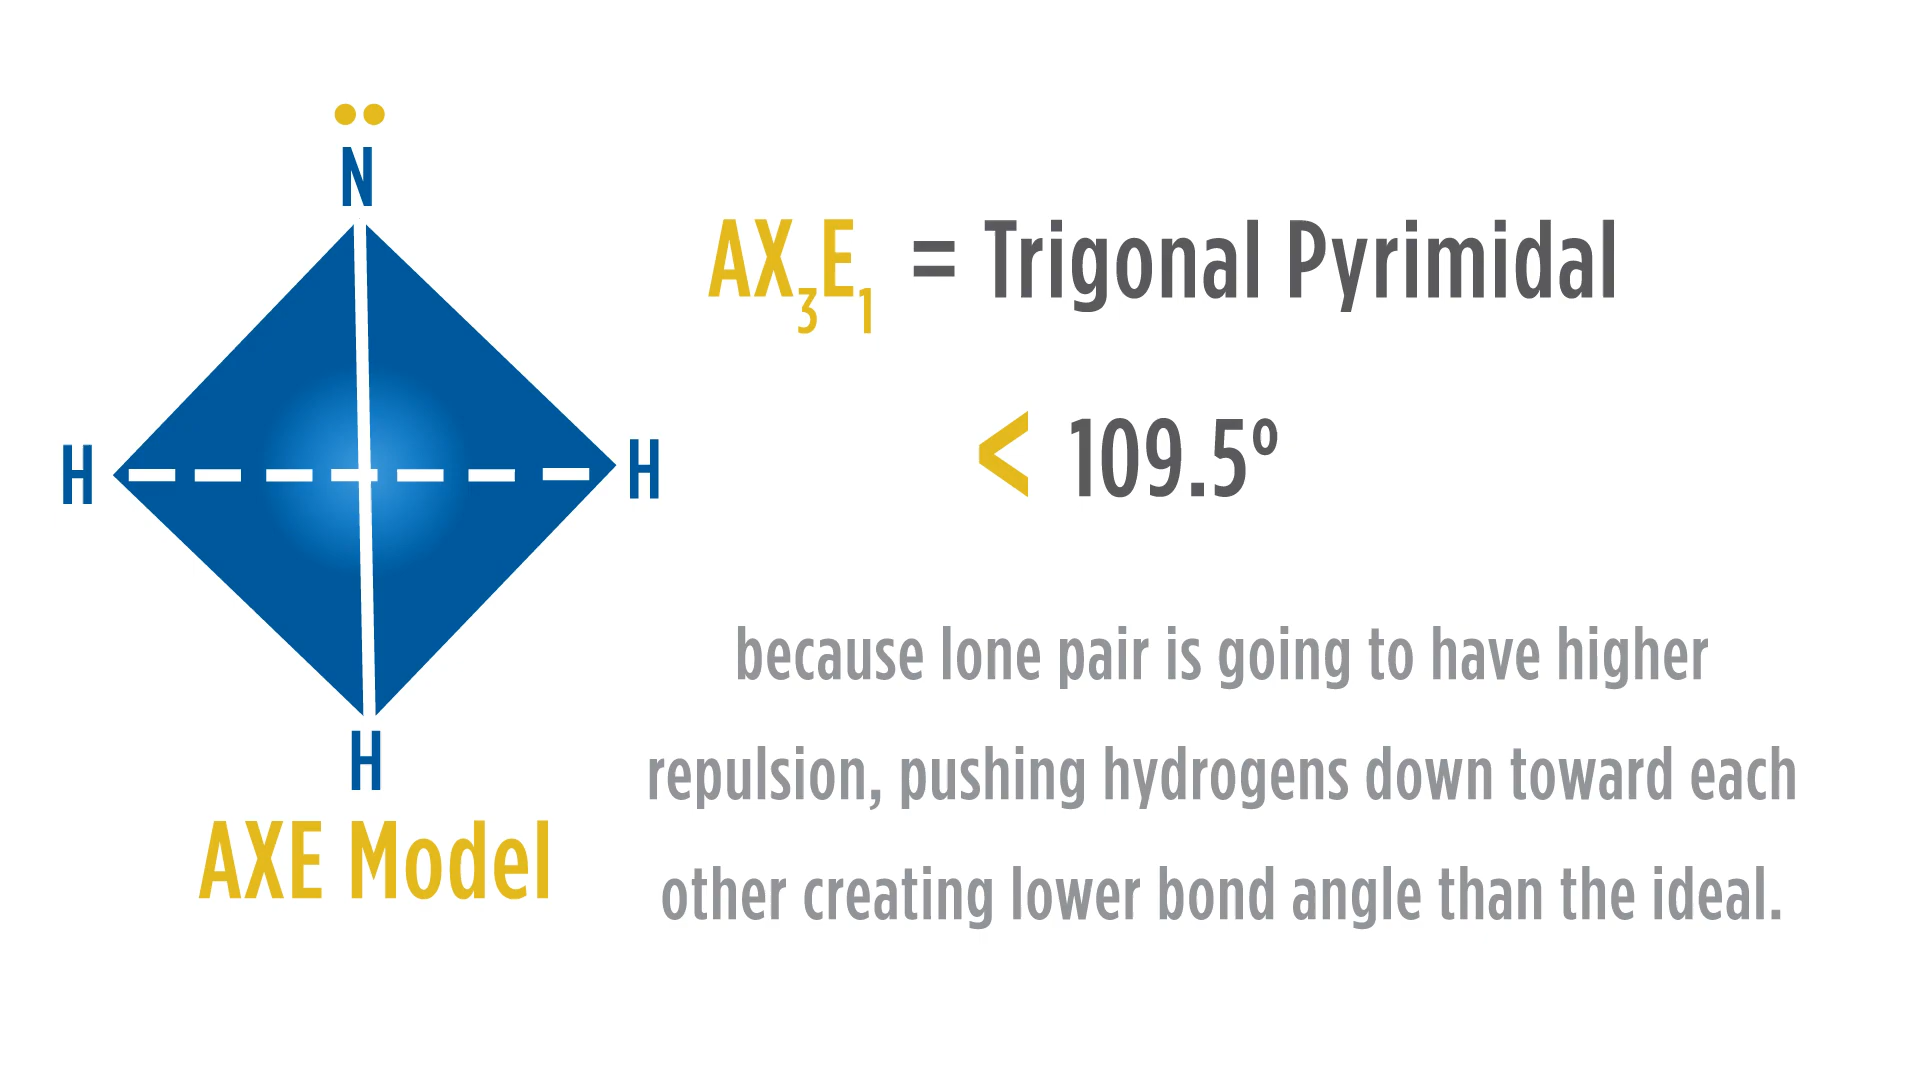 N
H H
H
AXE Model
AX₃E₁ = Trigonal Pyrimidal
< 109.5º
because lone pair is going to have higher
repulsion, pushing hydrogens down toward each
other creating lower bond angle than the ideal.